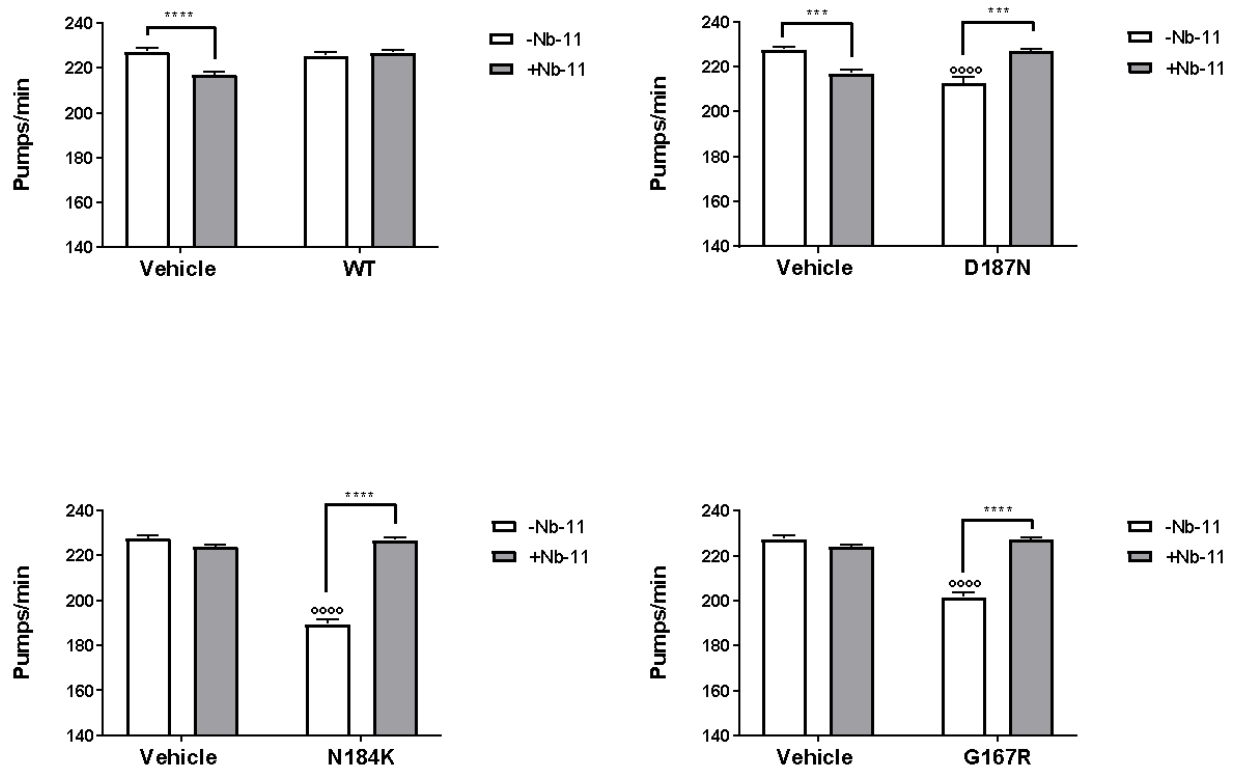 240
220
200
180
160
140
Pumps/min
****
Vehicle
WT
-Nb-11
+Nb-11
240
220
200
180
160
140
Pumps/min
***
***
°°°°
Vehicle
D187N
-Nb-11
+Nb-11
240
220
200
180
160
140
Pumps/min
****
°°°°
Vehicle
N184K
-Nb-11
+Nb-11
240
220
200
180
160
140
Pumps/min
****
°°°°
Vehicle
G167R
-Nb-11
+Nb-11